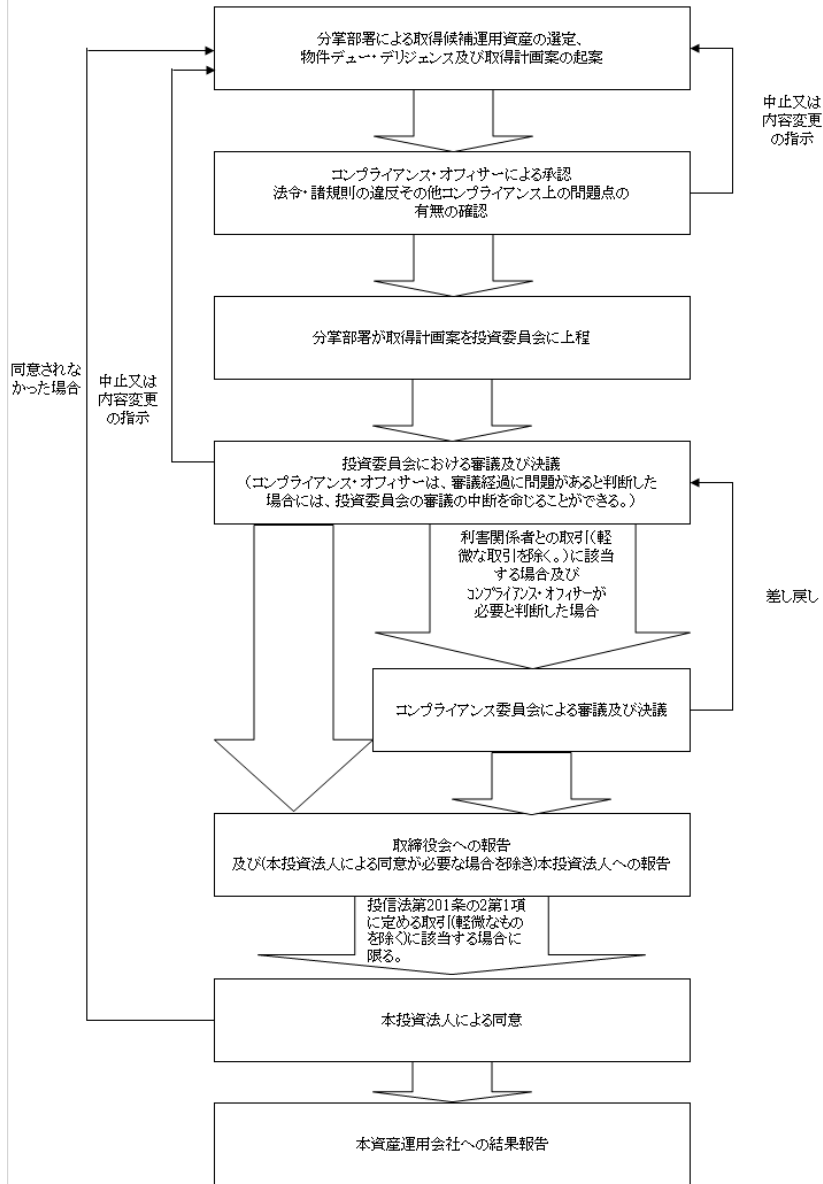 分掌部署による取得候補運用資産の選定、
物件デュー・デリジェンス及び取得計画案の起案
中止又は
内容変更
の指示
コンプライアンス・オフィサーによる承認
法令・諸規則の違反その他コンプライアンス上の問題点の
有無の確認
分掌部署が取得計画案を投資委員会に上程
同意されな
かった場合
中止又は
内容変更
の指示
投資委員会における審議及び決議
(コンプライアンス・オフィサーは、審議経過に問題があると判断した
場合には、投資委員会の審議の中断を命じることができる。)
利害関係者との取引(軽
微な取引を除く。)に該当
する場合及び
コンプライアンス・オフィサーが
必要と判断した場合
差し戻し
コンプライアンス委員会による審議及び決議
取締役会への報告
及び(本投資法人による同意が必要な場合を除き)本投資法人への報告
投信法第201条の2第1項
に定める取引(軽微なもの
を除く)に該当する場合に
限る。
本投資法人による同意
本資産運用会社への結果報告